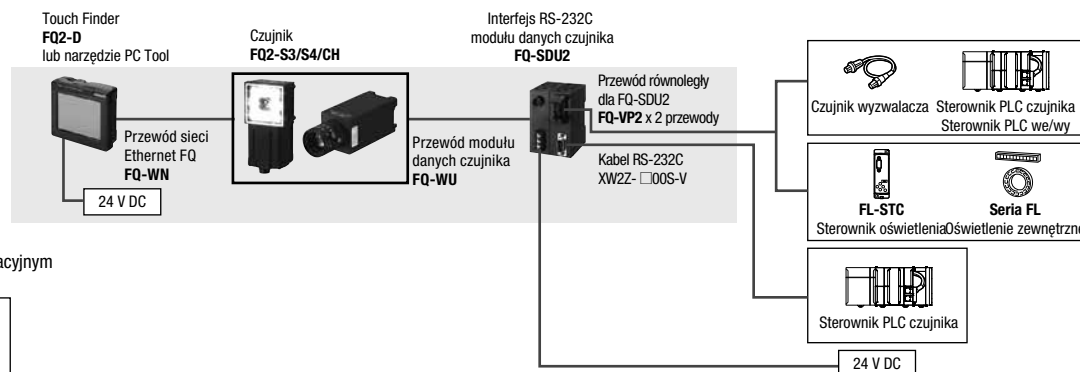 Touch Finder
FQ2-D
lub narzędzie PC Tool
Czujnik
FQ2-S3/S4/CH
Interfejs RS-232C
modułu danych czujnika
FQ-SDU2
Przewód sieci
Ethernet FQ
FQ-WN
24 V DC
Przewód modułu
danych czujnika
FQ-WU
Przewód równoległy
dla FQ-SDU2
FQ-VP2 x 2 przewody
Kabel RS-232C
XW2Z- □00S-V
Czujnik wyzwalacza
Sterownik PLC czujnika
Sterownik PLC we/wy
FL-STC
Sterownik oświetlenia
Seria FL
Oświetlenie zewnętrzne
Sterownik PLC czujnika
24 V DC
acyjnym